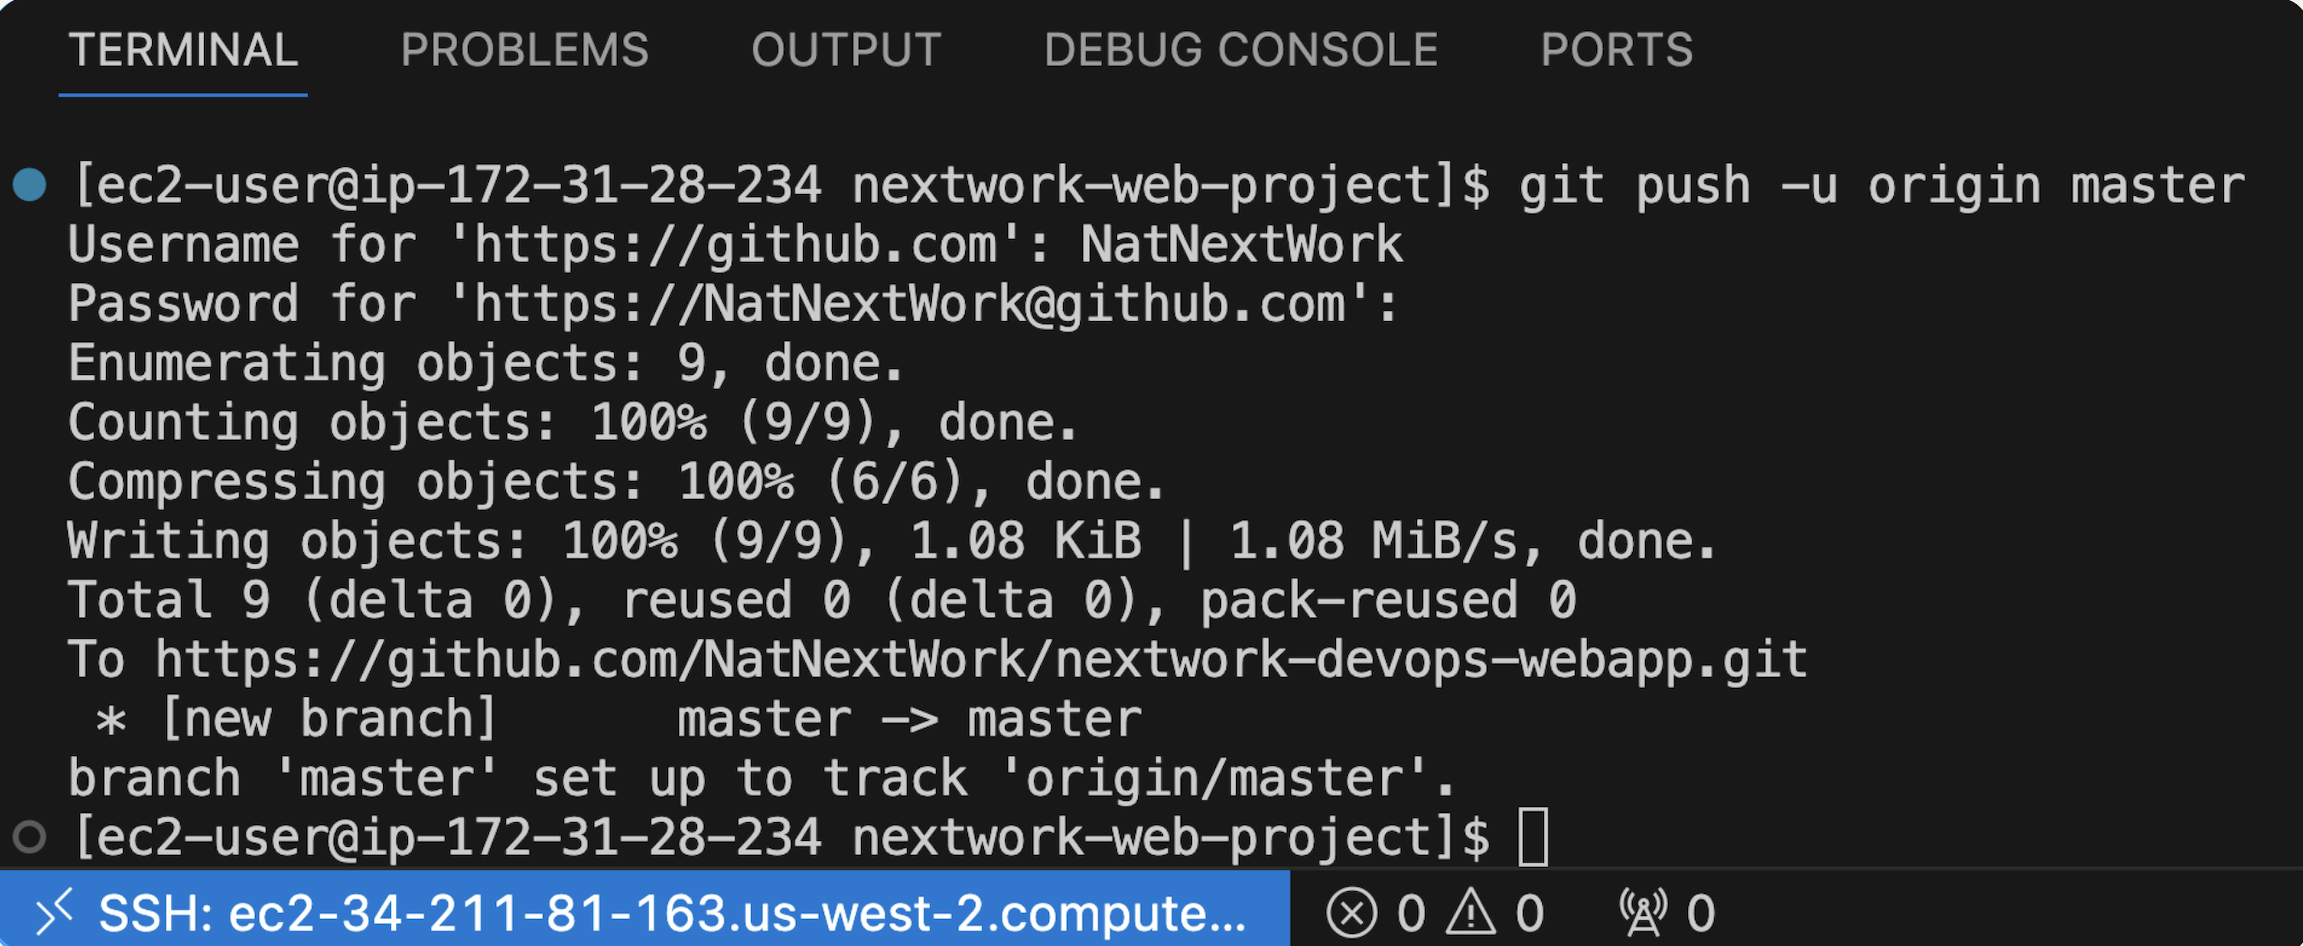 TERMINAL PROBLEMS OUTPUT DEBUG CONSOLE PORTS
[ec2-user@ip-172-31-28-234 nextwork-web-project]$ git push -u origin master
Username for 'https://github.com': NatNextWork
Password for 'https://NatNextWork@github.com':
Enumerating objects: 9, done.
Counting objects: 100% (9/9), done.
Compressing objects: 100% (6/6), done.
Writing objects: 100% (9/9), 1.08 KiB | 1.08 MiB/s, done.
Total 9 (delta 0), reused 0 (delta 0), pack-reused 0
To https://github.com/NatNextWork/nextwork-devops-webapp.git
 * [new branch]      master -> master
branch 'master' set up to track 'origin/master'.
[ec2-user@ip-172-31-28-234 nextwork-web-project]$
SSH: ec2-34-211-81-163.us-west-2.compute... 0 0 0